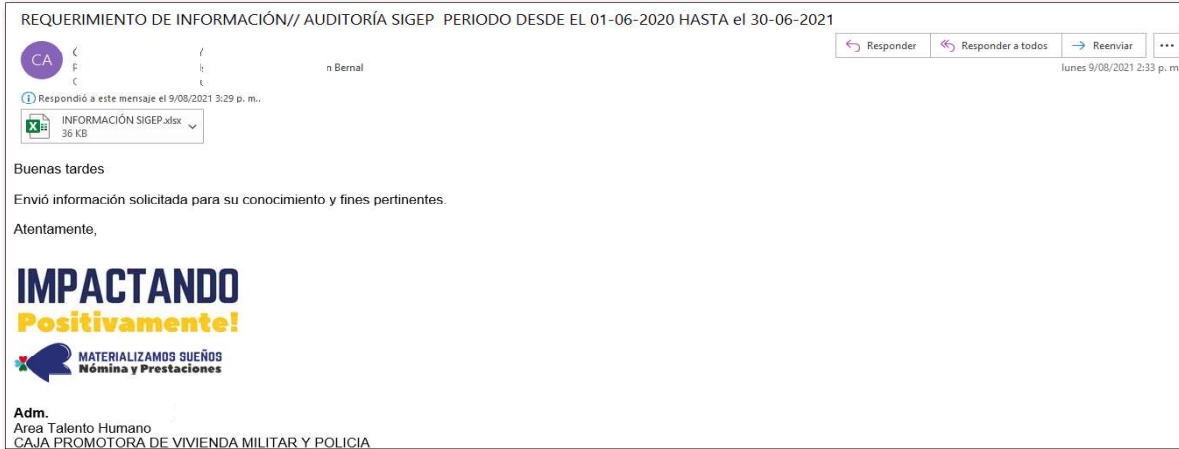 REQUERIMIENTO DE INFORMACIÓN// AUDITORÍA SIGEP PERIODO DESDE EL 01-06-2020 HASTA el 30-06-2021
Responder
Responder a todos
Reenviar
CA
Bernal
lunes 9/08/2021 2:33 p. m
Respondió a este mensaje el 9/08/2021 3:29 p. m..
INFORMACIÓN SIGEP.xlsx
36 KB
Buenas tardes
Envió información solicitada para su conocimiento y fines pertinentes.
Atentamente,
IMPACTANDO
Positivamente!
MATERIALIZAMOS SUEÑOS
Nómina y Prestaciones
Adm.
Area Talento Humano
CAJA PROMOTORA DE VIVIENDA MILITAR Y POLICIA